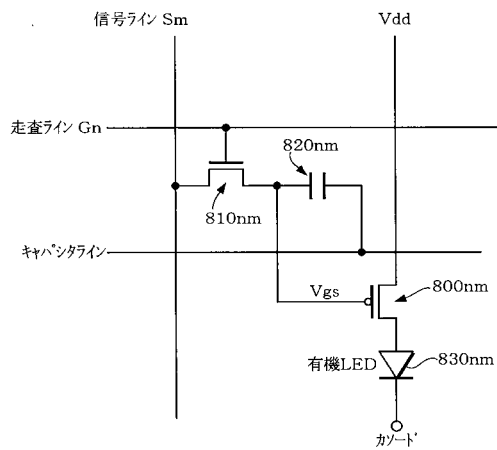 信号ライン Sm
Vdd
走査ライン Gn
820nm
810nm
キャパシタライン
Vgs
800nm
有機LED
830nm
カソード